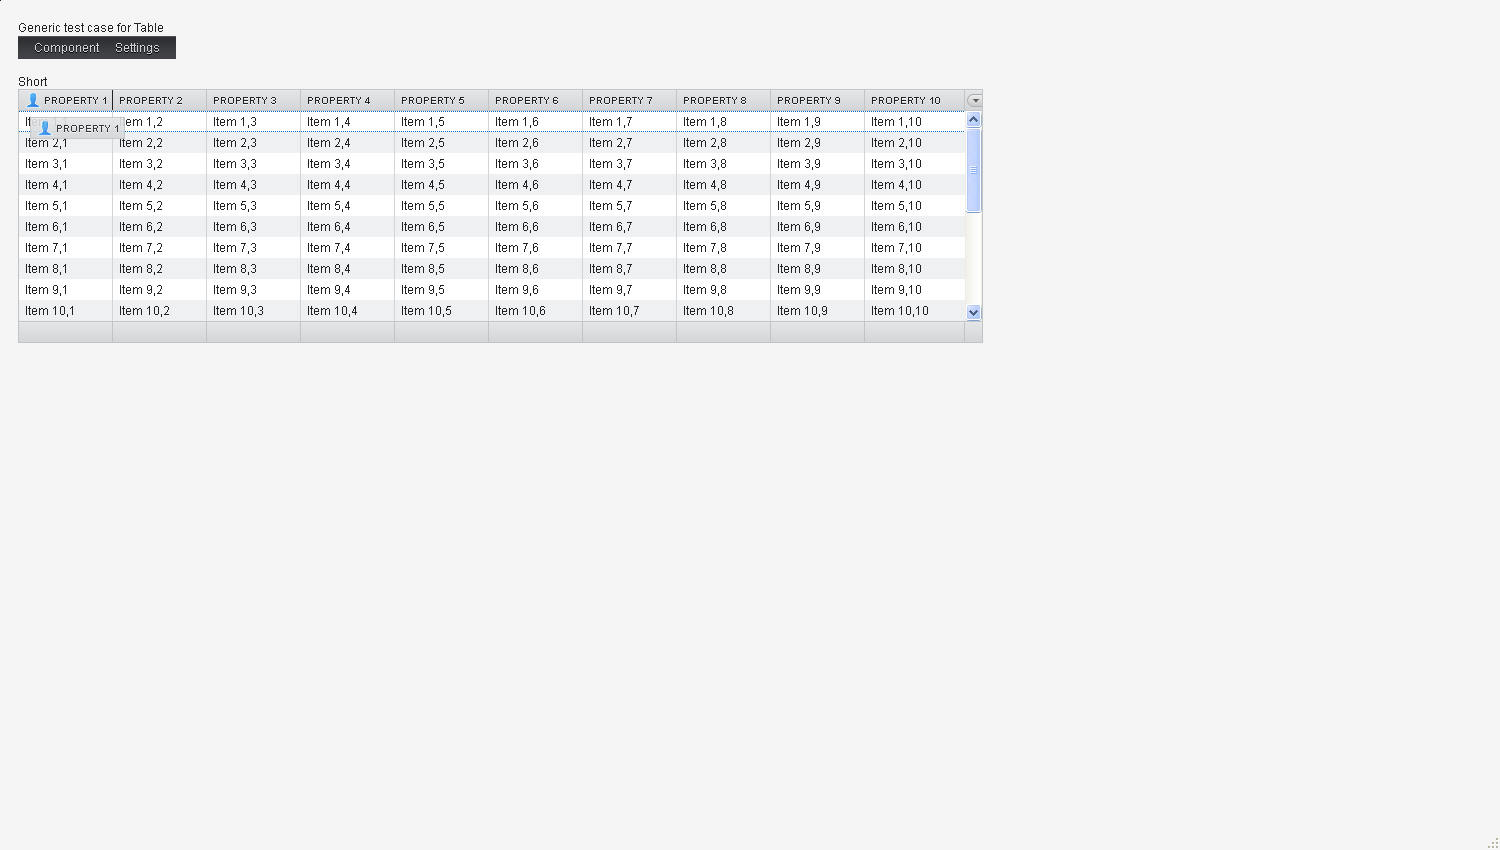 Generic test case for Table
Component Settings
Short
PROPERTY 1 PROPERTY 2 PROPERTY 3 PROPERTY 4 PROPERTY 5 PROPERTY 6 PROPERTY 7 PROPERTY 8 PROPERTY 9 PROPERTY 10
Item 1,2 Item 1,3 Item 1,4 Item 1,5 Item 1,6 Item 1,7 Item 1,8 Item 1,9 Item 1,10
PROPERTY 1
Item 2,1 Item 2,2 Item 2,3 Item 2,4 Item 2,5 Item 2,6 Item 2,7 Item 2,8 Item 2,9 Item 2,10
Item 3,1 Item 3,2 Item 3,3 Item 3,4 Item 3,5 Item 3,6 Item 3,7 Item 3,8 Item 3,9 Item 3,10
Item 4,1 Item 4,2 Item 4,3 Item 4,4 Item 4,5 Item 4,6 Item 4,7 Item 4,8 Item 4,9 Item 4,10
Item 5,1 Item 5,2 Item 5,3 Item 5,4 Item 5,5 Item 5,6 Item 5,7 Item 5,8 Item 5,9 Item 5,10
Item 6,1 Item 6,2 Item 6,3 Item 6,4 Item 6,5 Item 6,6 Item 6,7 Item 6,8 Item 6,9 Item 6,10
Item 7,1 Item 7,2 Item 7,3 Item 7,4 Item 7,5 Item 7,6 Item 7,7 Item 7,8 Item 7,9 Item 7,10
Item 8,1 Item 8,2 Item 8,3 Item 8,4 Item 8,5 Item 8,6 Item 8,7 Item 8,8 Item 8,9 Item 8,10
Item 9,1 Item 9,2 Item 9,3 Item 9,4 Item 9,5 Item 9,6 Item 9,7 Item 9,8 Item 9,9 Item 9,10
Item 10,1 Item 10,2 Item 10,3 Item 10,4 Item 10,5 Item 10,6 Item 10,7 Item 10,8 Item 10,9 Item 10,10